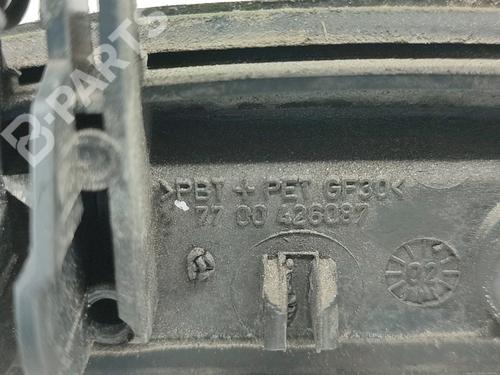 B-PARTS
>PBT + PET GF30<
77 00 426087
02